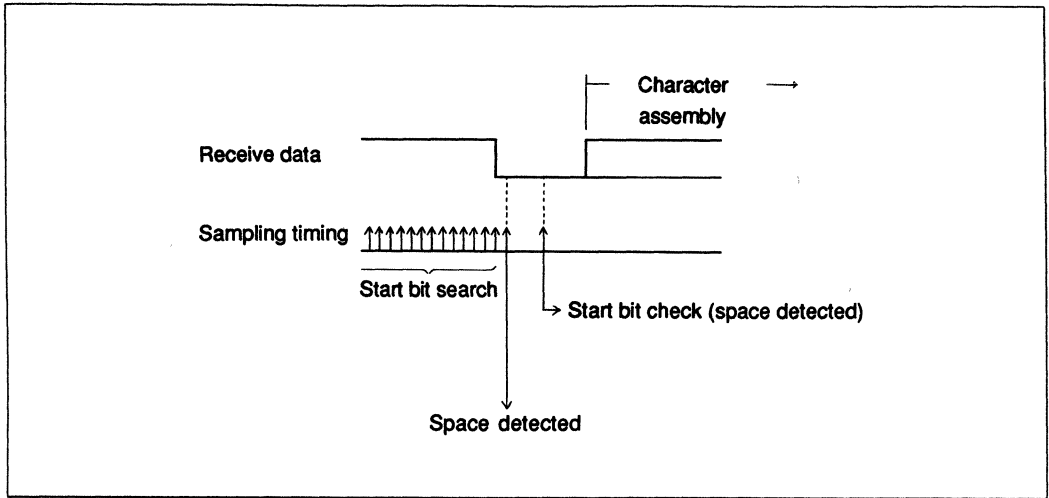 Character
assembly
Receive data
Sampling timing
Start bit search
Start bit check (space detected)
Space detected